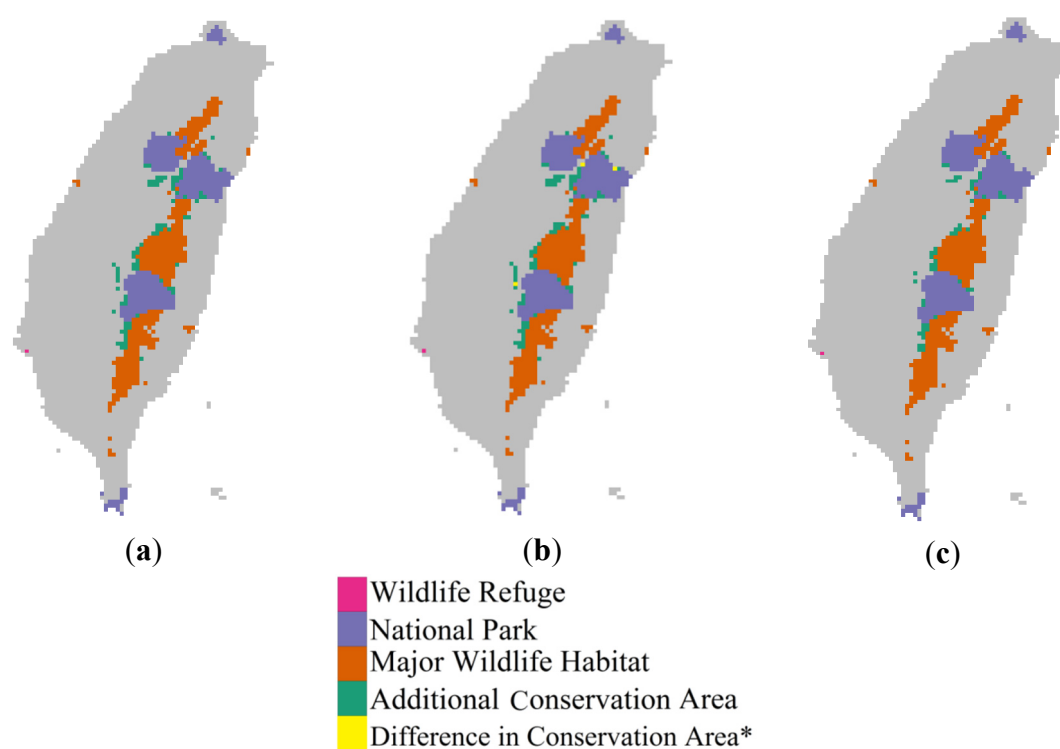 (a) (b) (c)
Wildlife Refuge
National Park
Major Wildlife Habitat
Additional Conservation Area
Difference in Conservation Area*